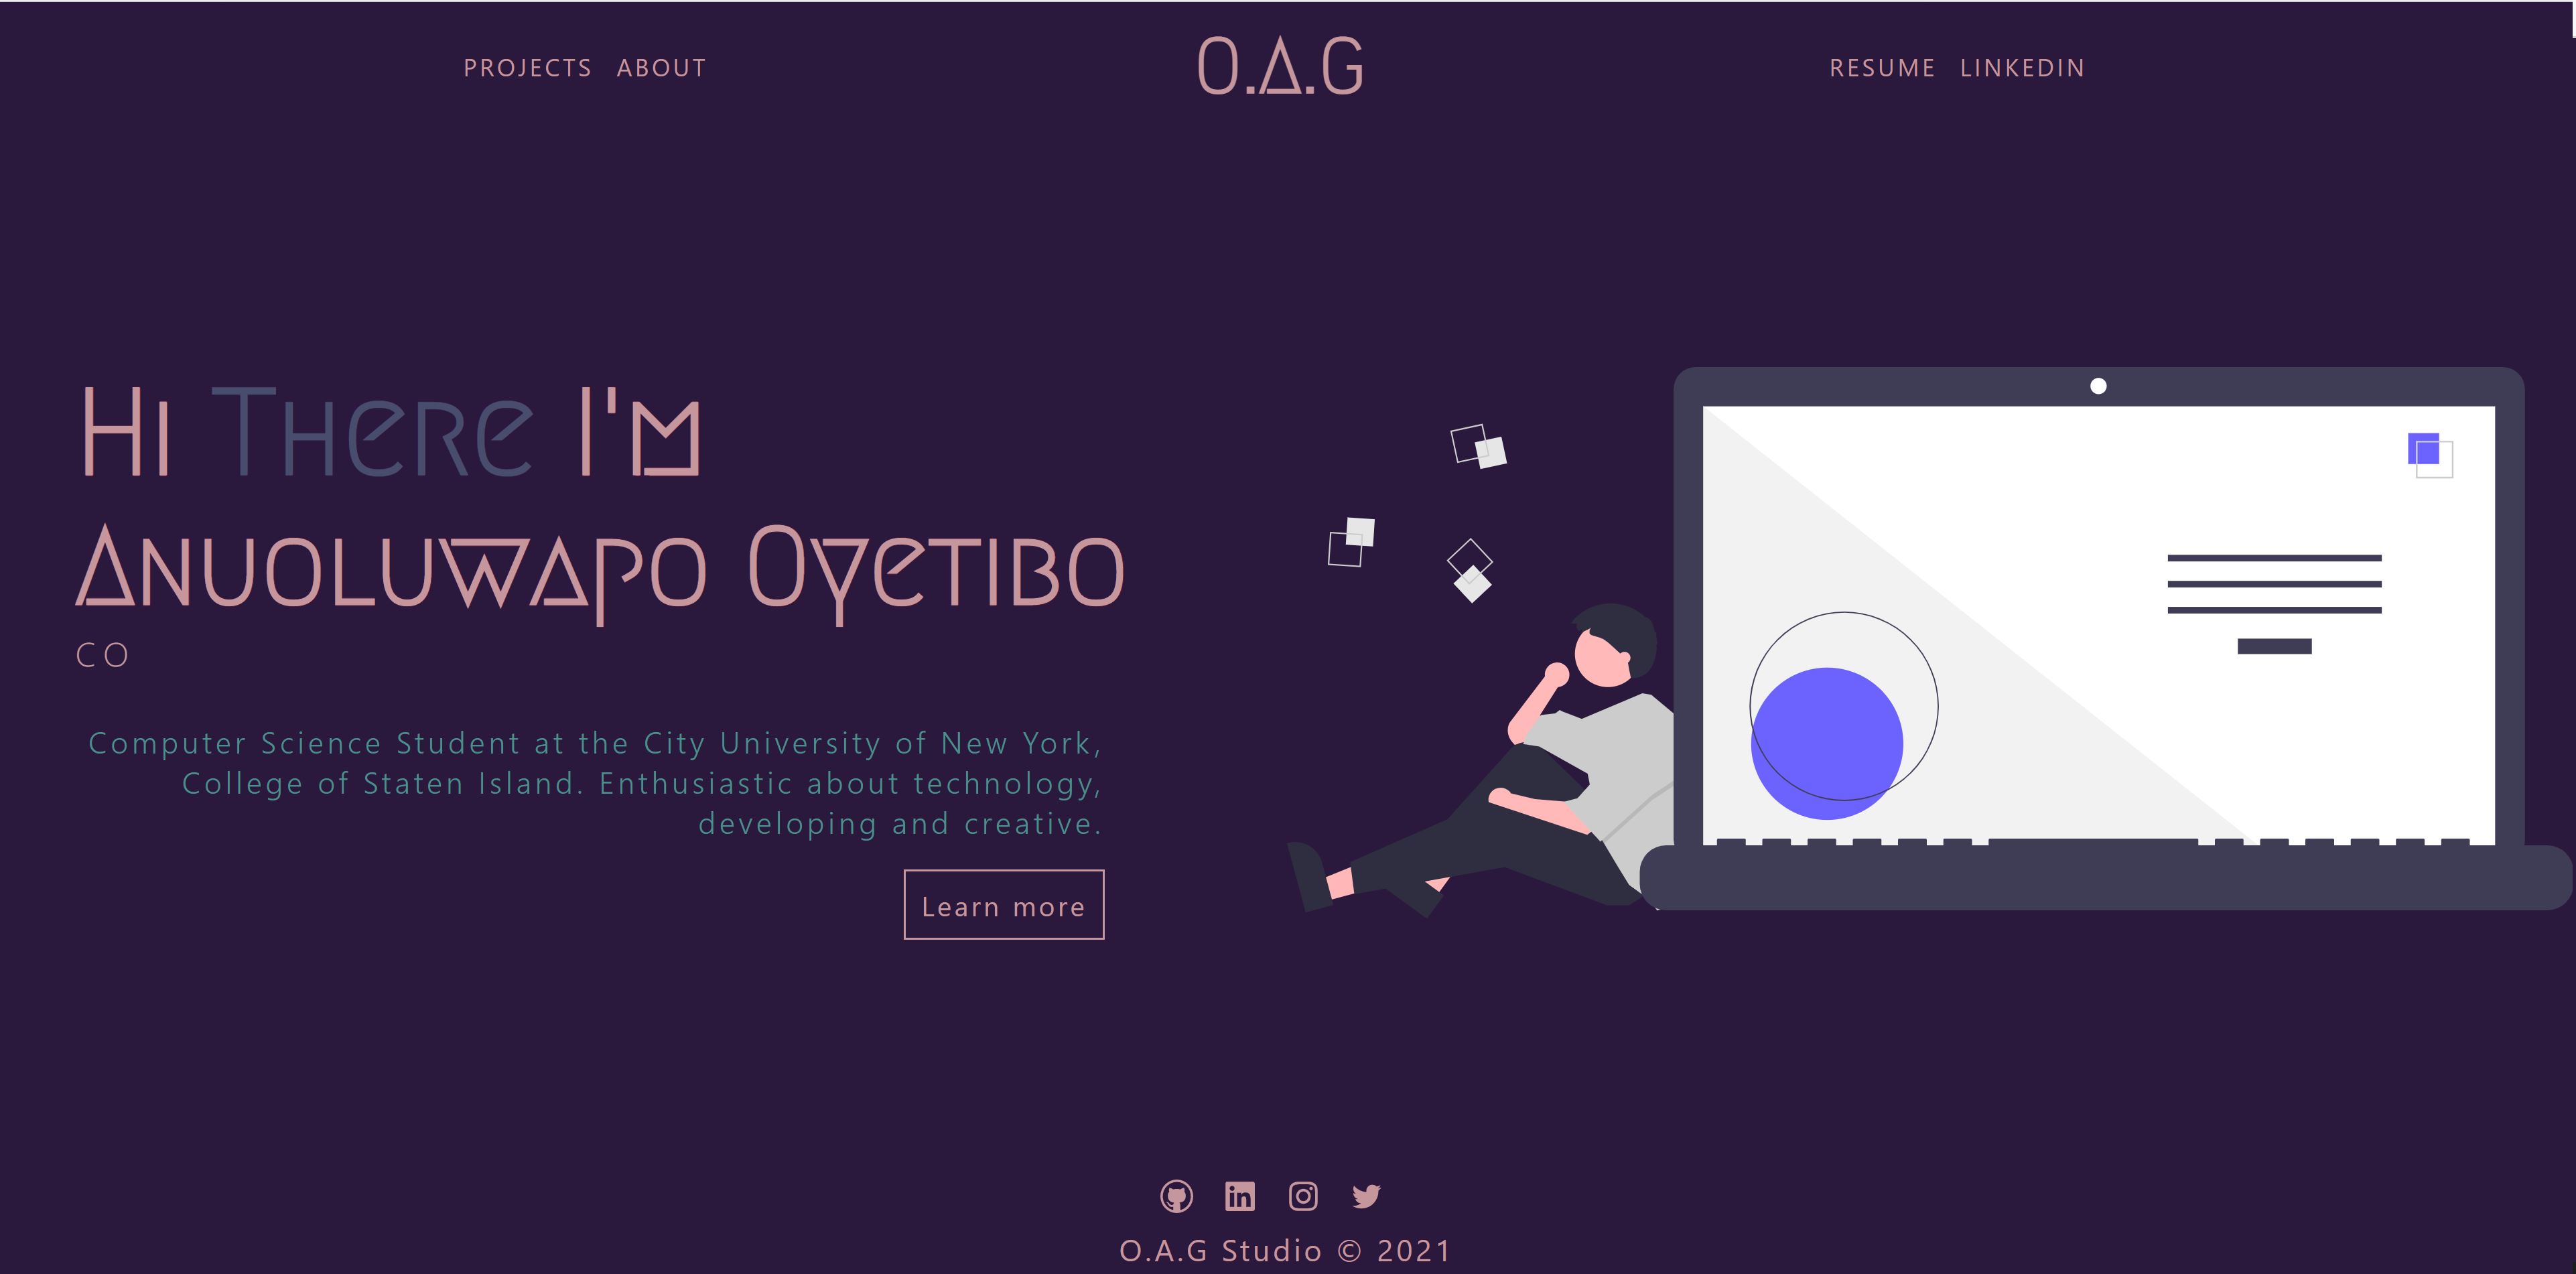 PROJECTS ABOUT
O.A.G
RESUME LINKEDIN
Hi There I'm
Anuoluwapo Oyetibo
CO
Computer Science Student at the City University of New York,
College of Staten Island. Enthusiastic about technology,
developing and creative.
Learn more
in
O.A.G Studio © 2021